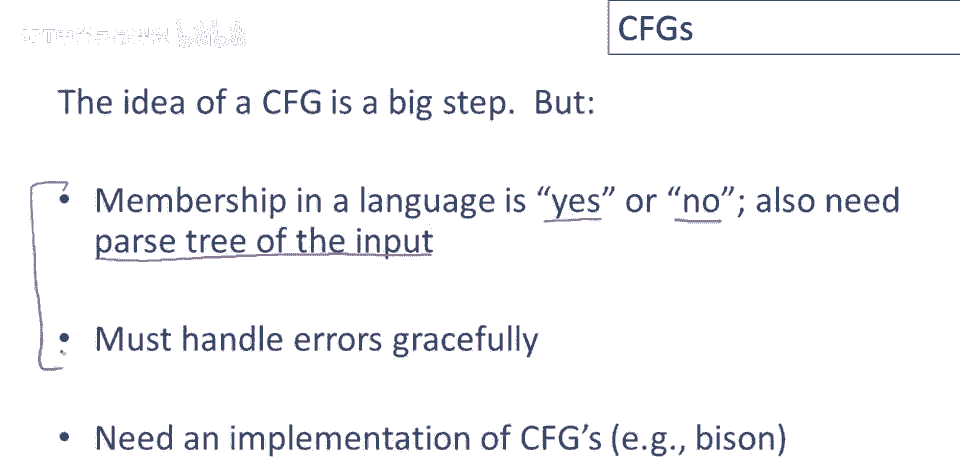 CFGs
The idea of a CFG is a big step. But:
• Membership in a language is “yes” or “no”; also need
parse tree of the input
• Must handle errors gracefully
• Need an implementation of CFG’s (e.g., bison)